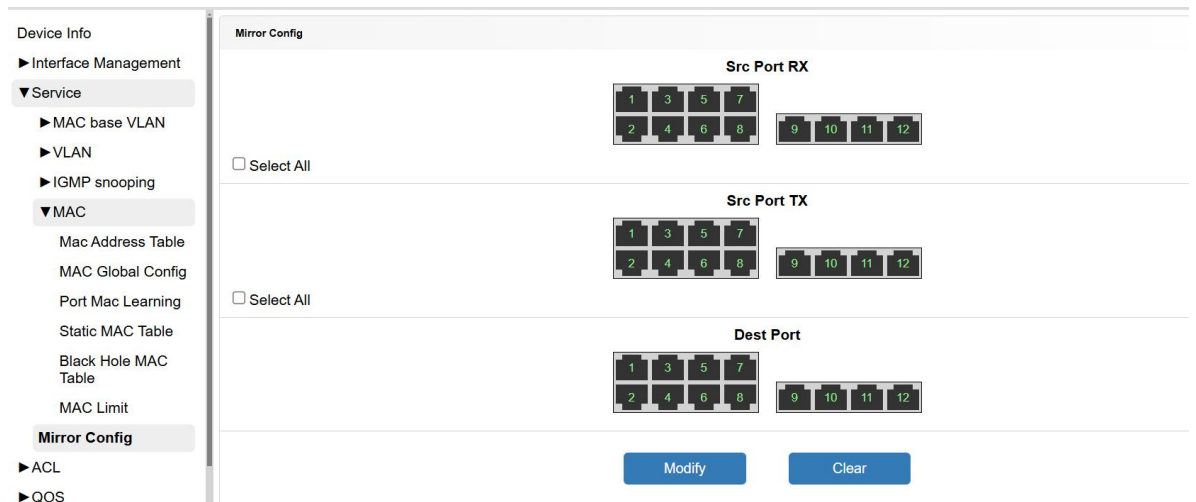 Device Info
►Interface Management
▼Service
►MAC base VLAN
►VLAN
►IGMP snooping
▼MAC
Mac Address Table
MAC Global Config
Port Mac Learning
Static MAC Table
Black Hole MAC
Table
MAC Limit
Mirror Config
►ACL
►QOS
Mirror Config
Src Port RX
1 3 5 7
2 4 6 8 9 10 11 12
Select All
Src Port TX
1 3 5 7
2 4 6 8 9 10 11 12
Select All
Dest Port
1 3 5 7
2 4 6 8 9 10 11 12
Modify Clear